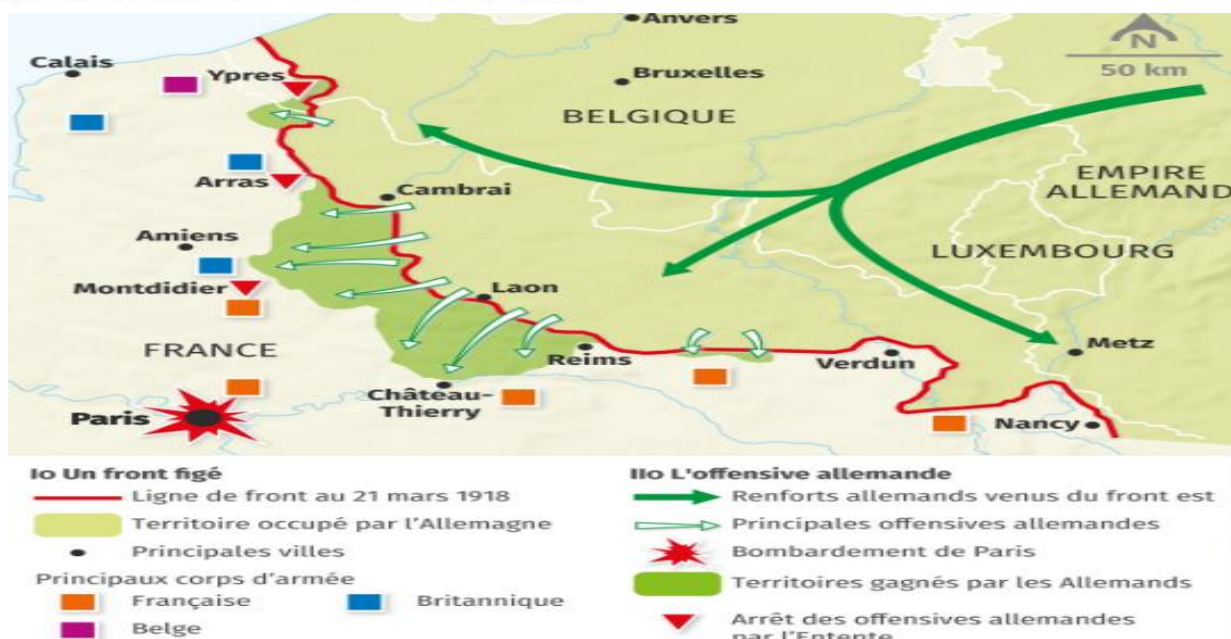 Anvers
Calais
Ypres
Bruxelles
N
50 km
BELGIQUE
EMPIRE
ALLEMAND
Arras
Cambrai
Amiens
LUXEMBOURG
Montdidier
Laon
FRANCE
Reims
Verdun
Metz
Château-
Thierry
Paris
Nancy
Io Un front figé
Ligne de front au 21 mars 1918
Territoire occupé par l'Allemagne
Principales villes
Principaux corps d'armée
Française
Britannique
Belge
IIo L'offensive allemande
Renforts allemands venus du front est
Principales offensives allemandes
Bombardement de Paris
Territoires gagnés par les Allemands
Arrêt des offensives allemandes
par l'Entente